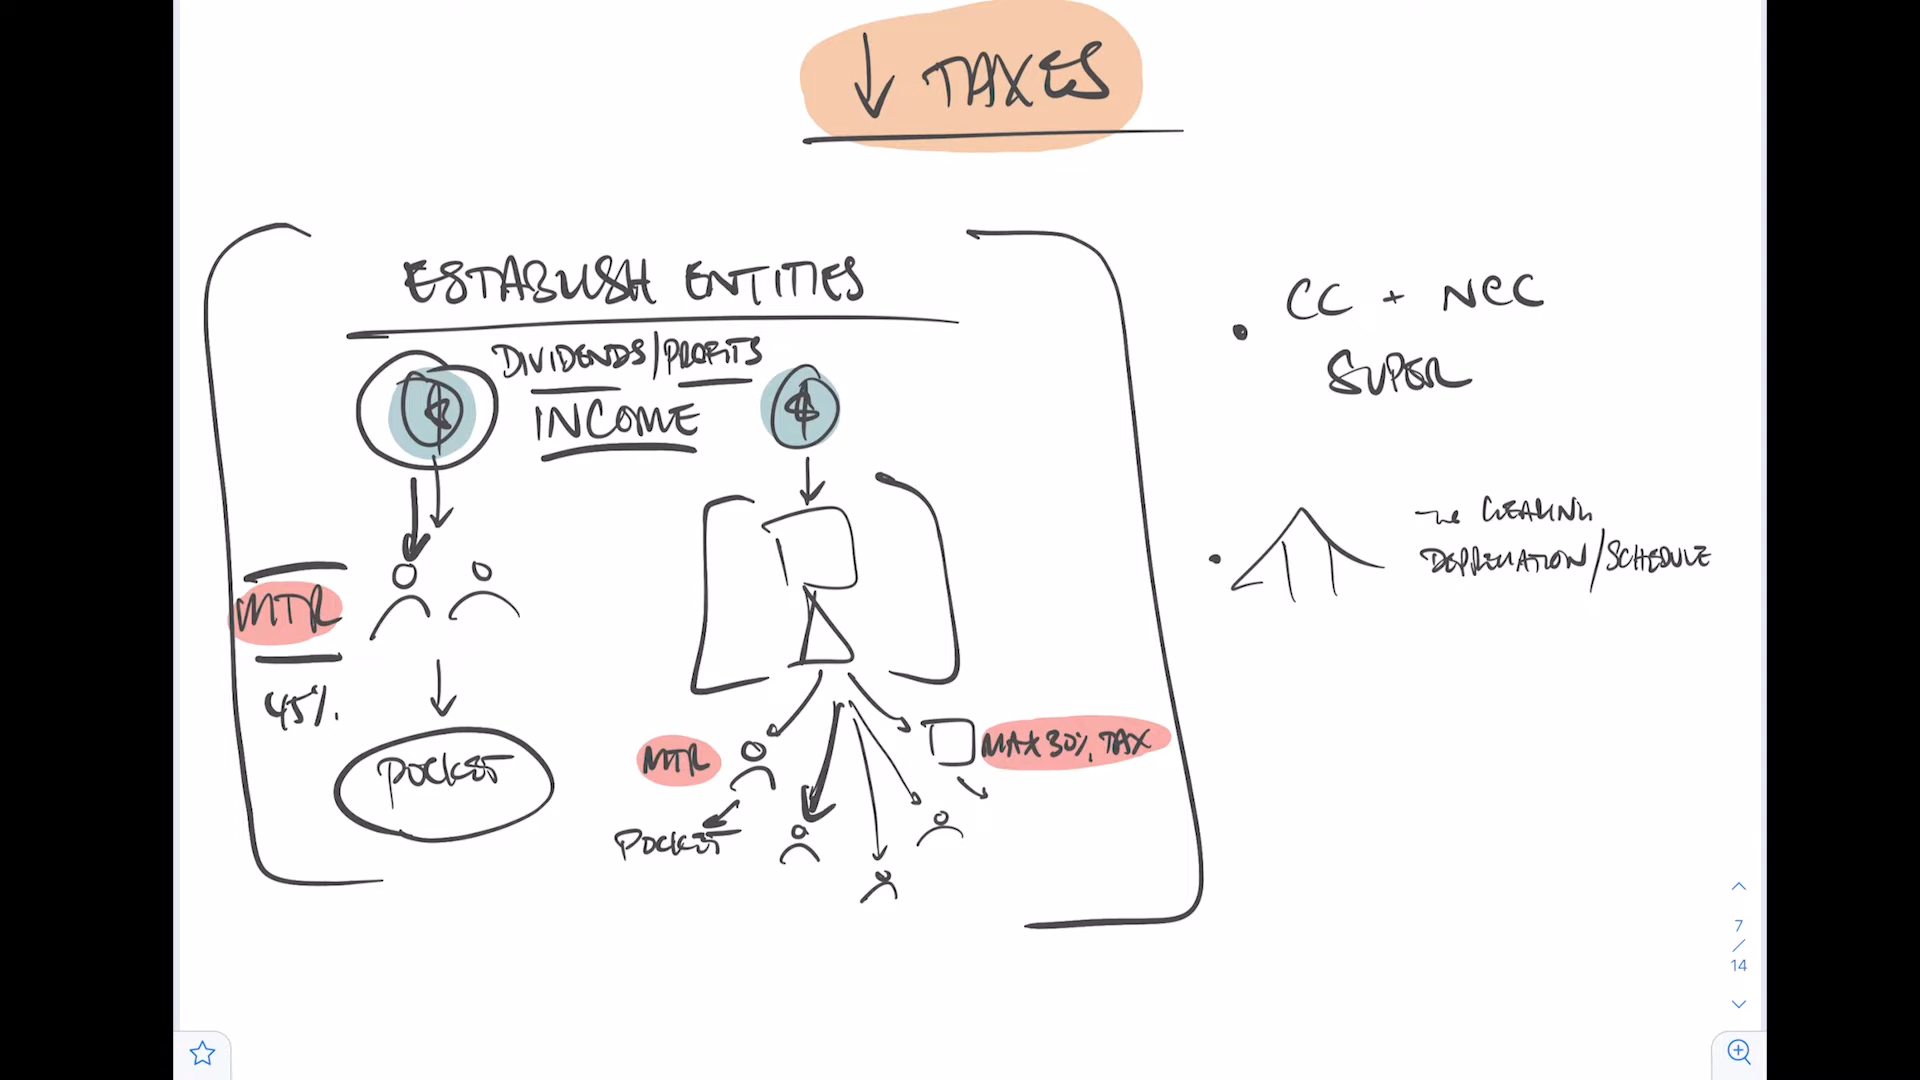 ↓ TAXES
ESTABLISH ENTITIES
DIVIDENDS/PROFITS
$ INCOME $
MTR
45%.
POCKET
MTR
MAX 30% TAX
POCKET
CC + NCC
SUPER
DEPRECIATION/SCHEDULE
7
/
14